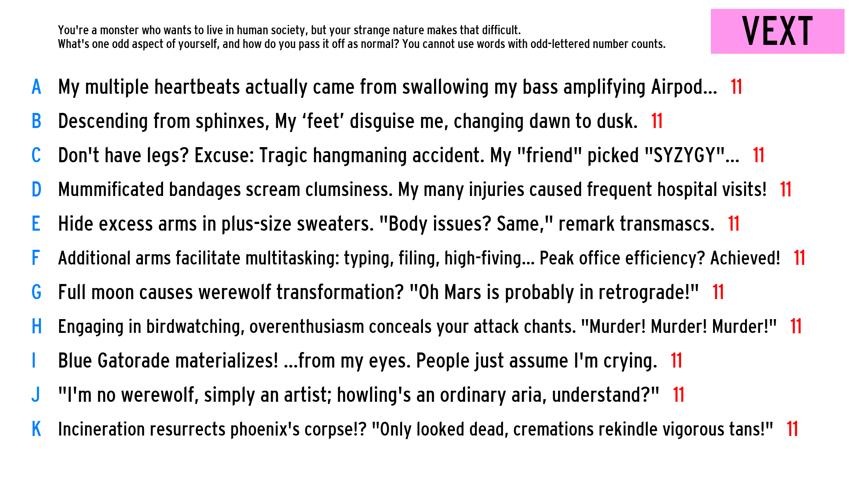 You're a monster who wants to live in human society, but your strange nature makes that difficult.
What's one odd aspect of yourself, and how do you pass it off as normal? You cannot use words with odd-lettered number counts.
VEXT
A My multiple heartbeats actually came from swallowing my bass amplifying Airpod... 11
B Descending from sphinxes, My ‘feet’ disguise me, changing dawn to dusk. 11
C Don't have legs? Excuse: Tragic hangmaning accident. My "friend" picked "SYZYGY"... 11
D Mummificated bandages scream clumsiness. My many injuries caused frequent hospital visits! 11
E Hide excess arms in plus-size sweaters. "Body issues? Same," remark transmascs. 11
F Additional arms facilitate multitasking: typing, filing, high-fiving... Peak office efficiency? Achieved! 11
G Full moon causes werewolf transformation? "Oh Mars is probably in retrograde!" 11
H Engaging in birdwatching, overenthusiasm conceals your attack chants. "Murder! Murder! Murder!" 11
I Blue Gatorade materializes! ...from my eyes. People just assume I'm crying. 11
J "I'm no werewolf, simply an artist; howling's an ordinary aria, understand?" 11
K Incineration resurrects phoenix's corpse!? "Only looked dead, cremations rekindle vigorous tans!" 11